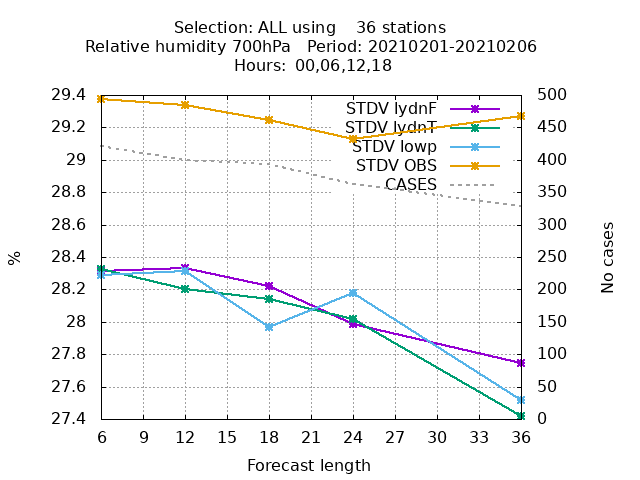 Selection: ALL using    36 stations
Relative humidity 700hPa   Period: 20210201-20210206
Hours: 00,06,12,18
29.4
29.2
29
28.8
28.6
28.4
28.2
28
27.8
27.6
27.4
%
STDV lydnF
STDV lydnT
STDV lowp
STDV OBS
CASES
500
450
400
350
300
250
200
150
100
50
0
No cases
6 9 12 15 18 21 24 27 30 33 36
Forecast length